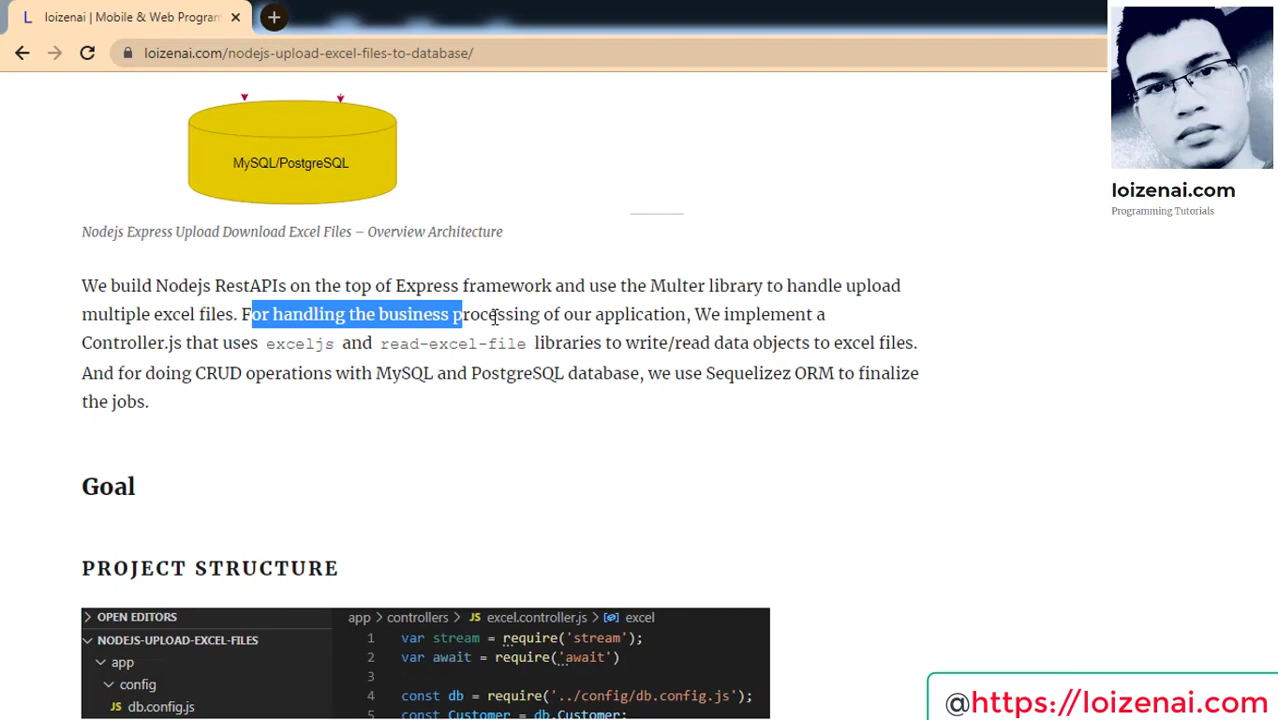 L loizenai | Mobile & Web Program
loizenai.com/nodejs-upload-excel-files-to-database/
loizenai.com
Programming Tutorials
MySQL/PostgreSQL
Nodejs Express Upload Download Excel Files – Overview Architecture
We build Nodejs RestAPIs on the top of Express framework and use the Multer library to handle upload
multiple excel files. For handling the business processing of our application, We implement a
Controller.js that uses exceljs and read-excel-file libraries to write/read data objects to excel files.
And for doing CRUD operations with MySQL and PostgreSQL database, we use Sequelizez ORM to finalize
the jobs.
Goal
PROJECT STRUCTURE
OPEN EDITORS
NODEJS-UPLOAD-EXCEL-FILES
app
config
JS db.config.js
app > controllers > JS excel.controller.js > excel
1 var stream = require('stream');
2 var await = require('await')
3
4 const db = require('../config/db.config.js');
5 const Customer = db.Customer;
@https://loizenai.com